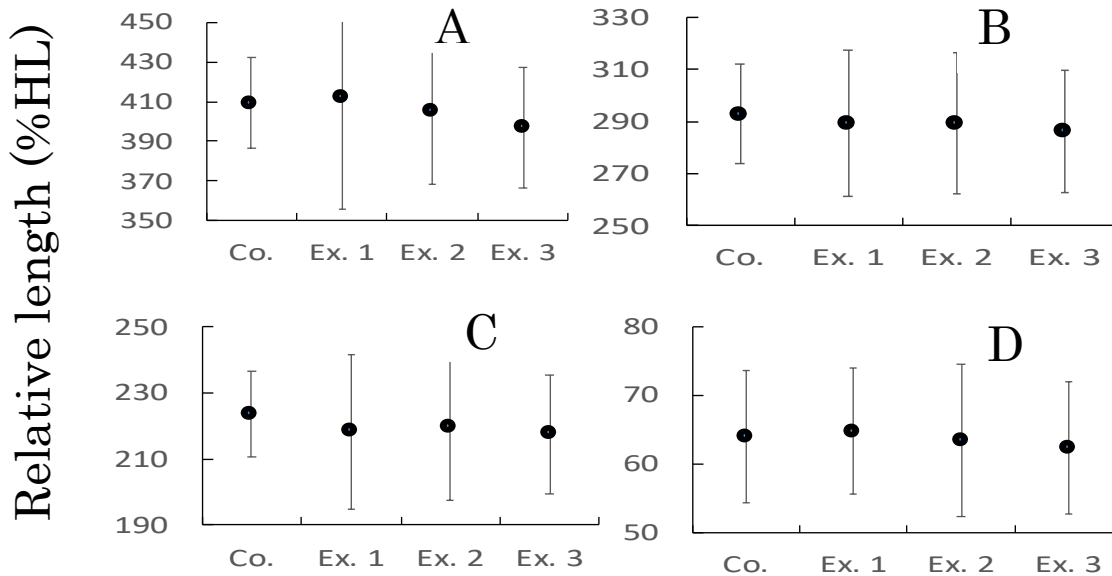 Relative length (%HL)
A
450
430
410
390
370
350
Co. Ex. 1 Ex. 2 Ex. 3
B
330
310
290
270
250
Co. Ex. 1 Ex. 2 Ex. 3
C
250
230
210
190
Co. Ex. 1 Ex. 2 Ex. 3
D
80
70
60
50
Co. Ex. 1 Ex. 2 Ex. 3